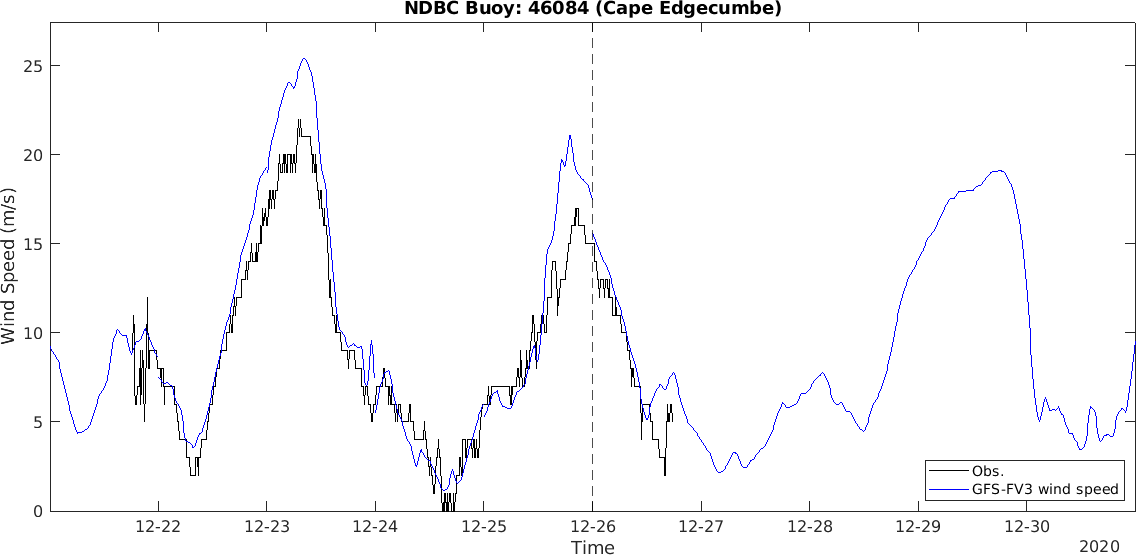 NDBC Buoy: 46084 (Cape Edgecumbe)
Wind Speed (m/s)
25
20
15
10
5
0
Obs.
GFS-FV3 wind speed
12-22 12-23 12-24 12-25 12-26 12-27 12-28 12-29 12-30
Time
2020